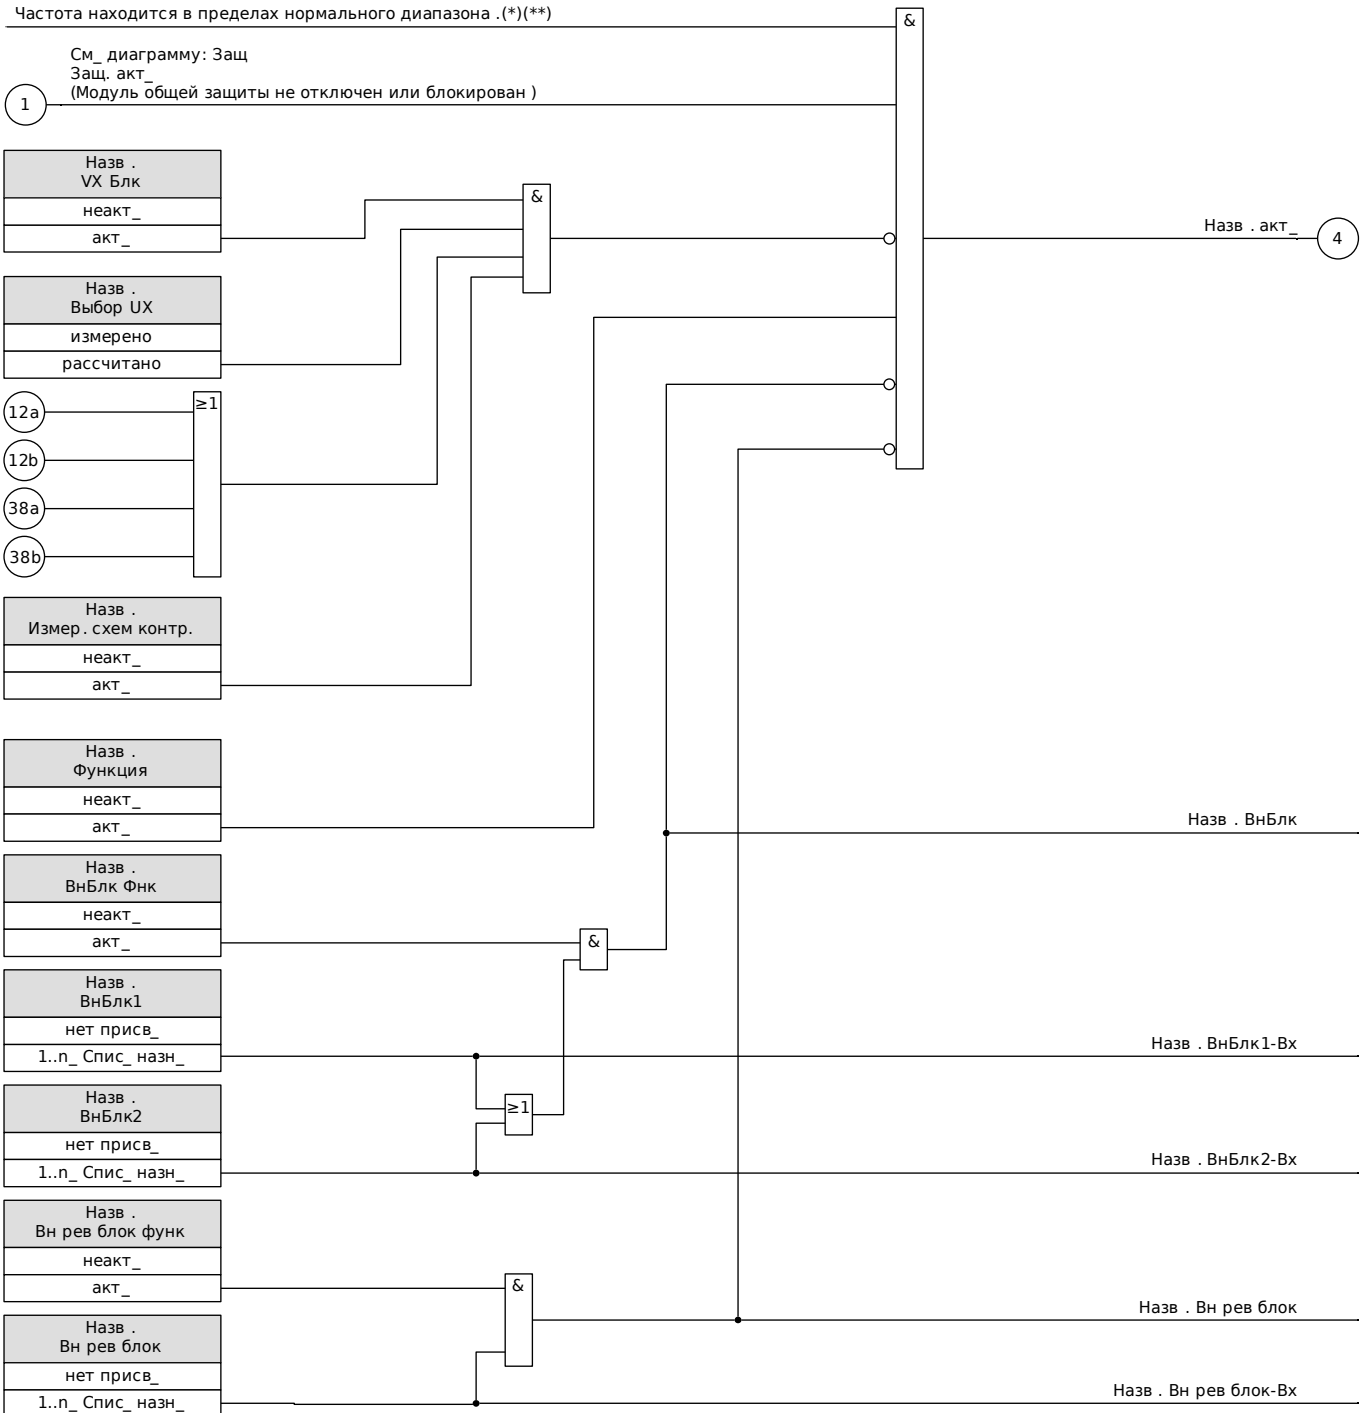 Частота находится в пределах нормального диапазона .(*)(**)
&
См_ диаграмму: Защ
Защ. акт_
(Модуль общей защиты не отключен или блокирован )
1
Назв .
VX Блк
неакт_
акт_
&
Назв . акт_
4
Назв .
Выбор UX
измерено
рассчитано
12a
≥1
12b
38a
38b
Назв .
Измер. схем контр.
неакт_
акт_
Назв .
Функция
неакт_
акт_
Назв . ВнБлк
Назв .
ВнБлк Фнк
неакт_
акт_
&
Назв .
ВнБлк1
нет присв_
1..n_ Спис_ назн_
Назв . ВнБлк1-Вх
Назв .
ВнБлк2
≥1
нет присв_
1..n_ Спис_ назн_
Назв . ВнБлк2-Вх
Назв .
Вн рев блок функ
неакт_
акт_
&
Назв . Вн рев блок
Назв .
Вн рев блок
нет присв_
1..n_ Спис_ назн_
Назв . Вн рев блок-Вх